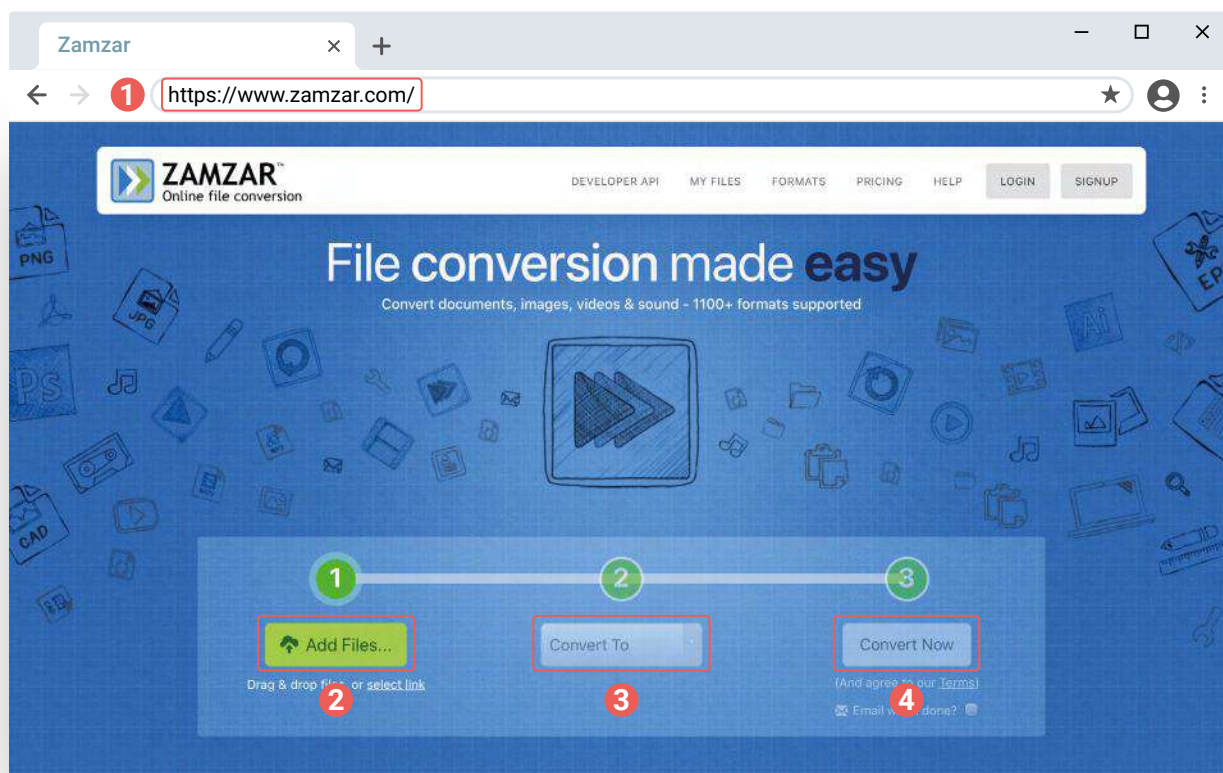 Zamzar
1 https://www.zamzar.com/
ZAMZAR™
Online file conversion
DEVELOPER API MY FILES FORMATS PRICING HELP LOGIN SIGNUP
File conversion made easy
Convert documents, images, videos & sound - 1100+ formats supported
PNG
JPG
EP
Ai
PS
CAD
1 2 3
Add Files... Convert To Convert Now
Drag & drop files, or select link
(And agree to our Terms)
2 3 4
Email when done?